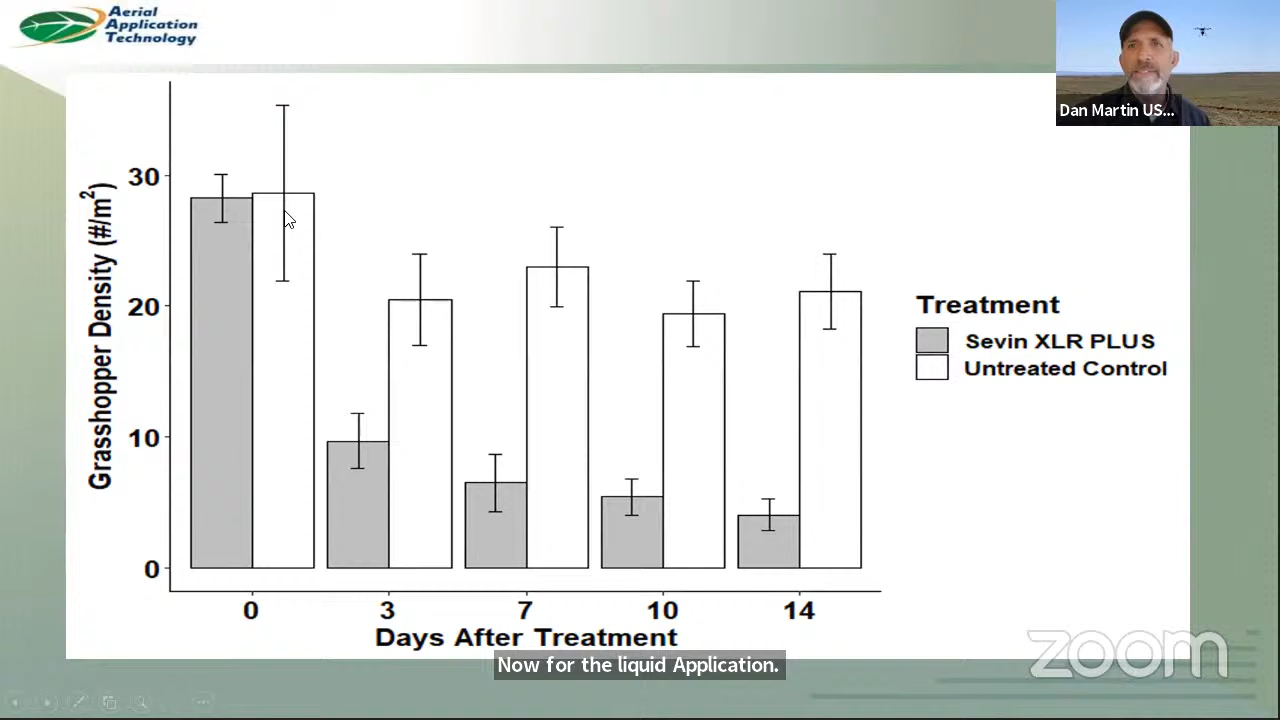 Aerial
Application
Technology
Dan Martin US...
Grasshopper Density (#/m²)
30
20
10
0
0 3 7 10 14
Days After Treatment
Treatment
Sevin XLR PLUS
Untreated Control
Now for the liquid Application.
zoom